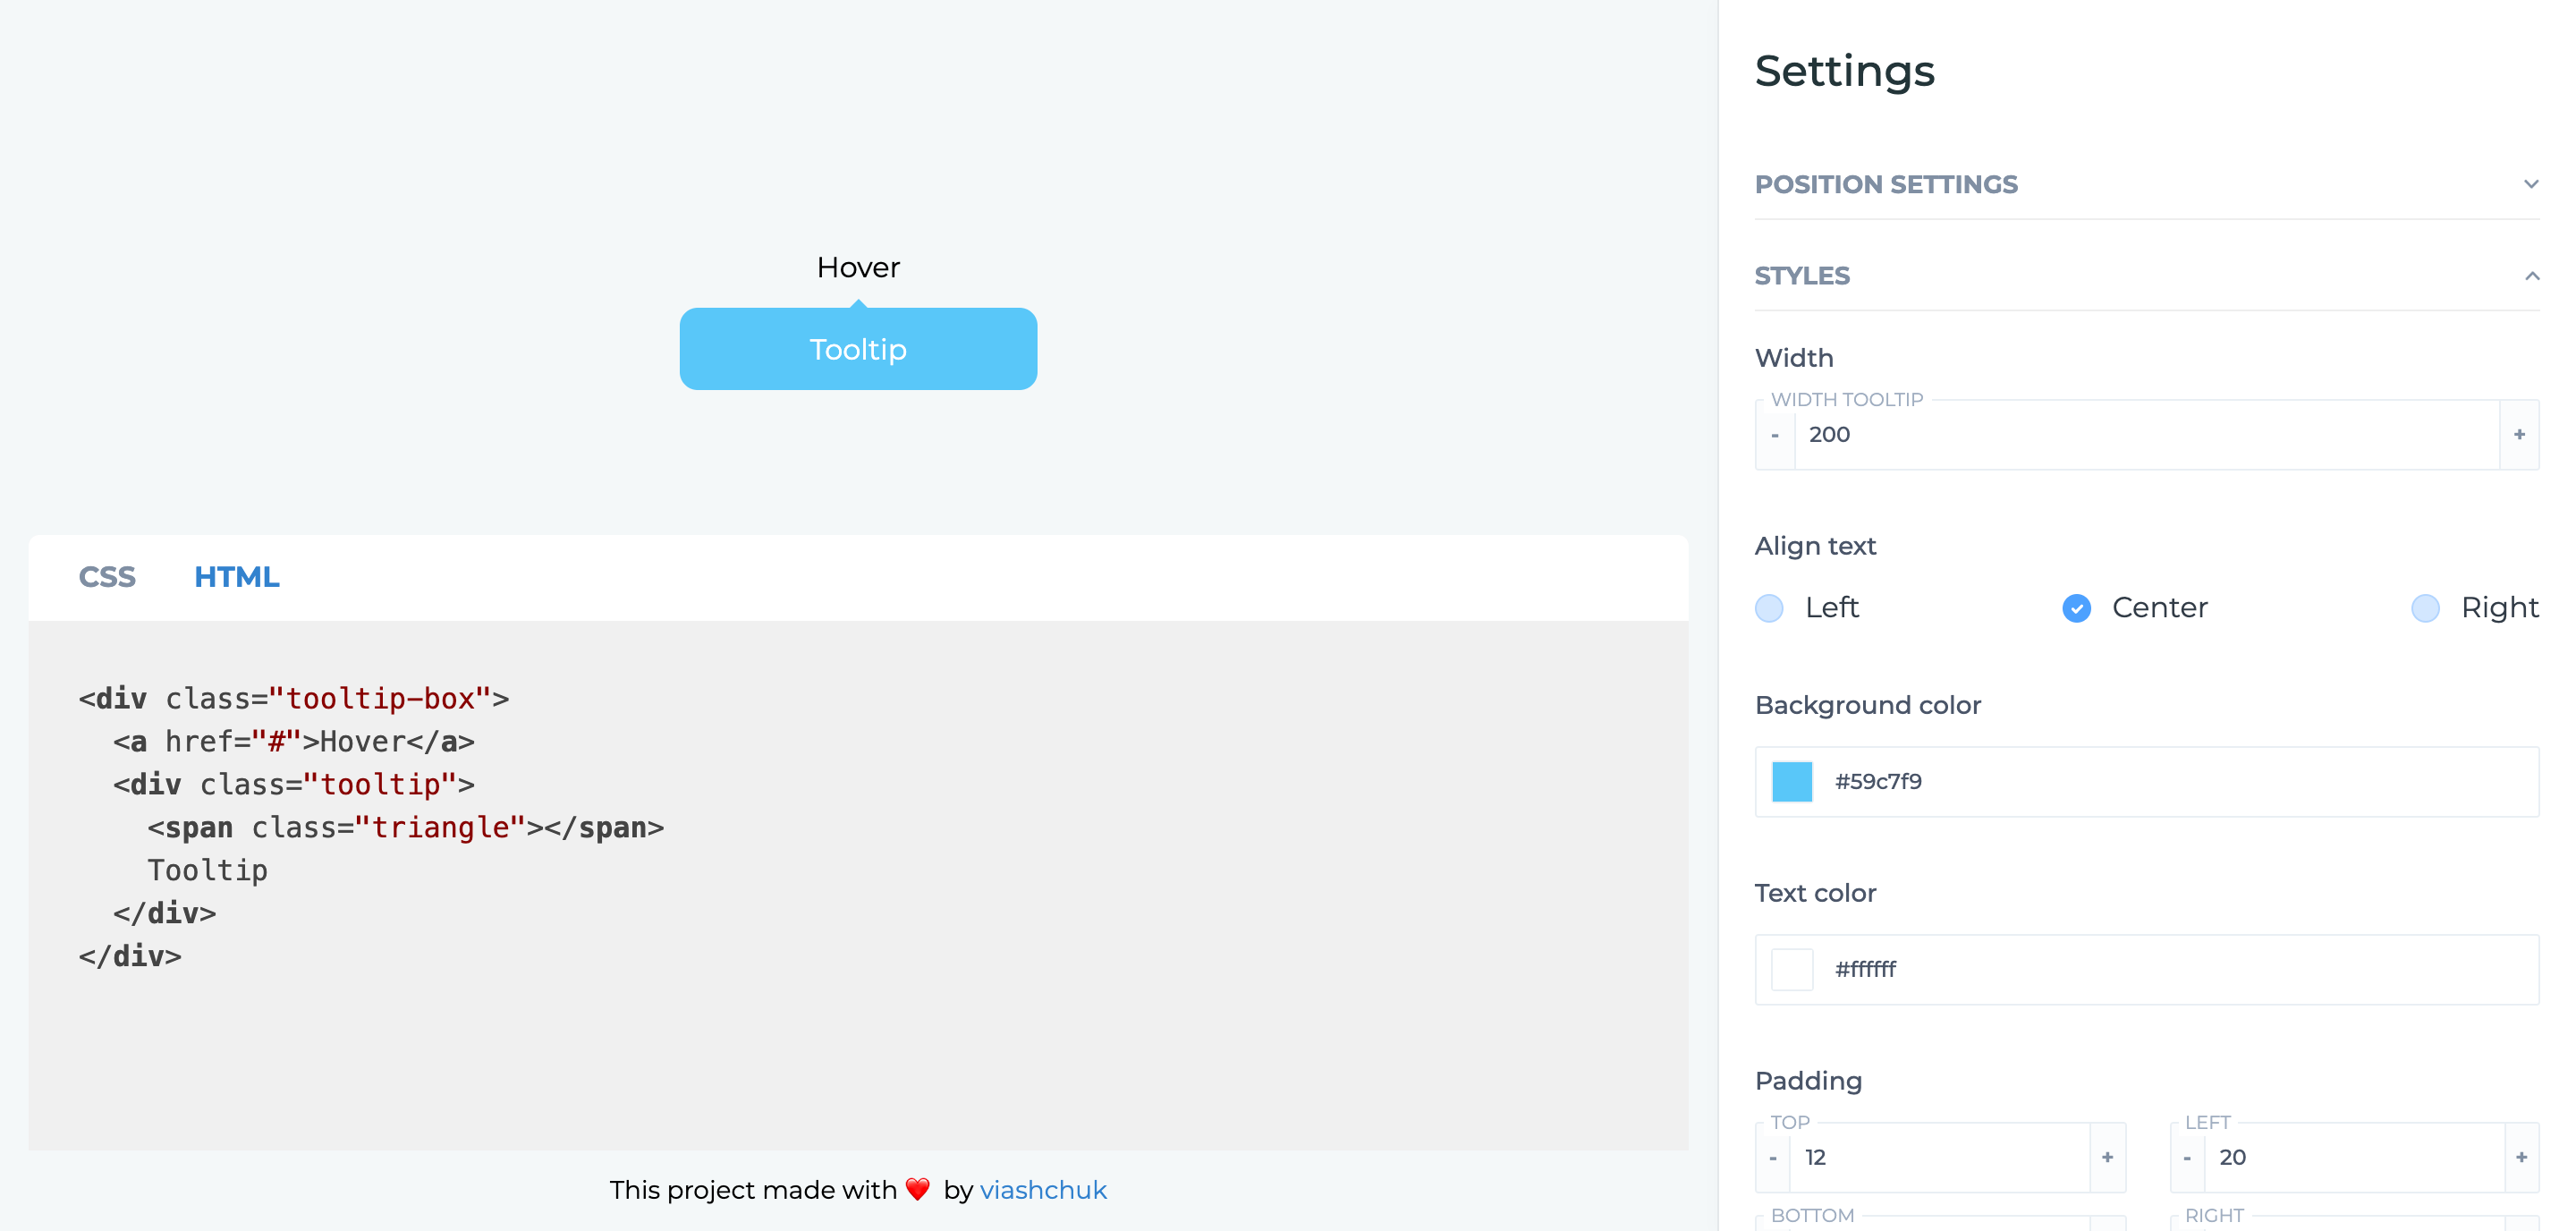 Hover
Tooltip
CSS HTML
<div class="tooltip-box">
  <a href="#">Hover</a>
  <div class="tooltip">
    <span class="triangle"></span>
    Tooltip
  </div>
</div>
This project made with ❤️ by viashchuk
Settings
POSITION SETTINGS
STYLES
Width
WIDTH TOOLTIP
- 200 +
Align text
Left Center Right
Background color
#59c7f9
Text color
#ffffff
Padding
TOP LEFT
- 12 + - 20 +
BOTTOM RIGHT